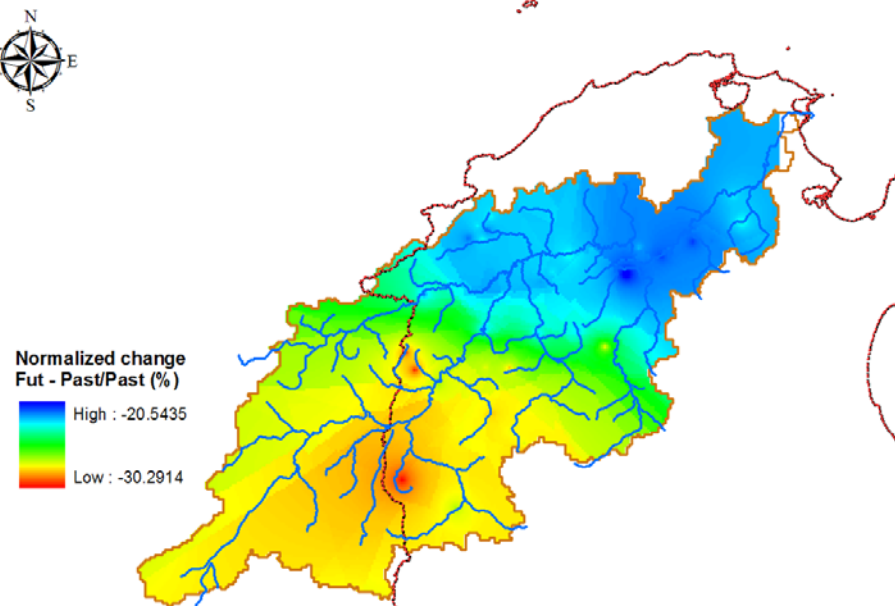 N
E
S
Normalized change
Fut - Past/Past (%)
High : -20.5435
Low : -30.2914